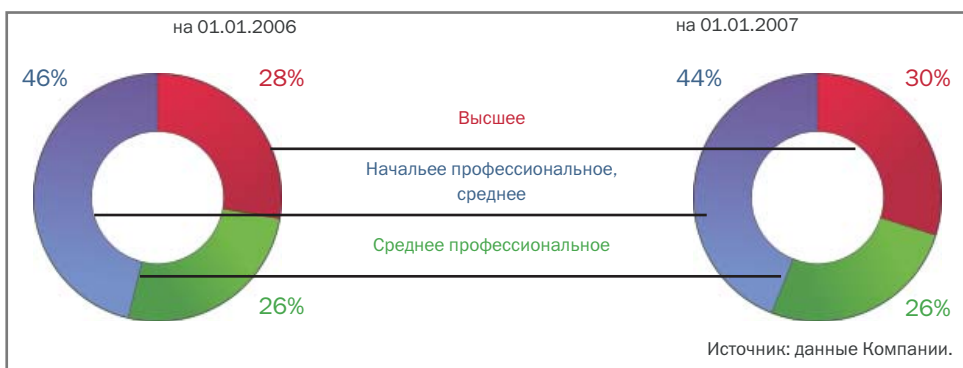 на 01.01.2006
на 01.01.2007
46%
28%
44%
30%
Высшее
Начальее профессиональное,
среднее
Среднее профессиональное
26%
26%
Источник: данные Компании.